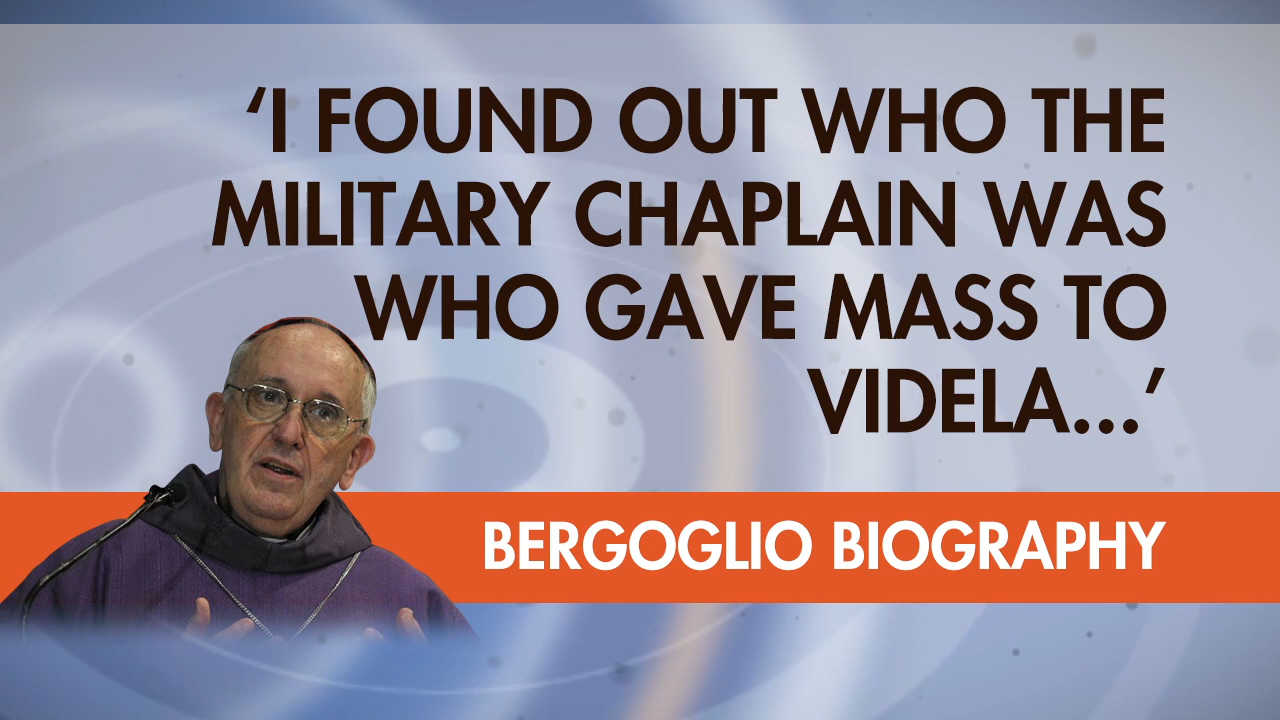 ‘I FOUND OUT WHO THE
MILITARY CHAPLAIN WAS
WHO GAVE MASS TO
VIDELA...’
BERGOGLIO BIOGRAPHY